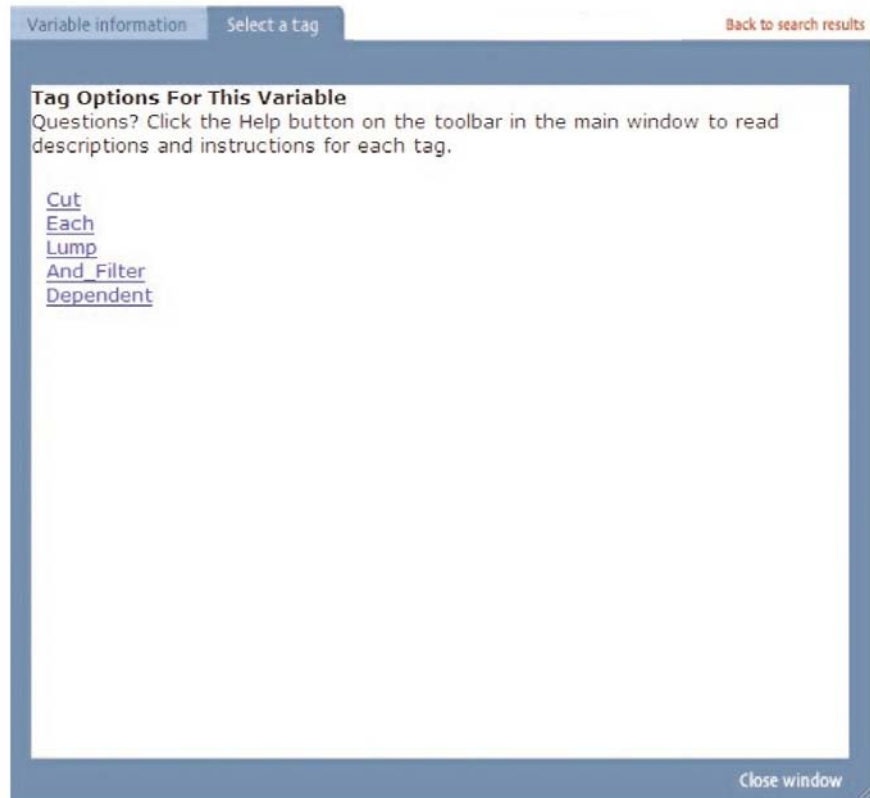 Variable information Select a tag Back to search results
Tag Options For This Variable
Questions? Click the Help button on the toolbar in the main window to read
descriptions and instructions for each tag.
Cut
Each
Lump
And_Filter
Dependent
Close window